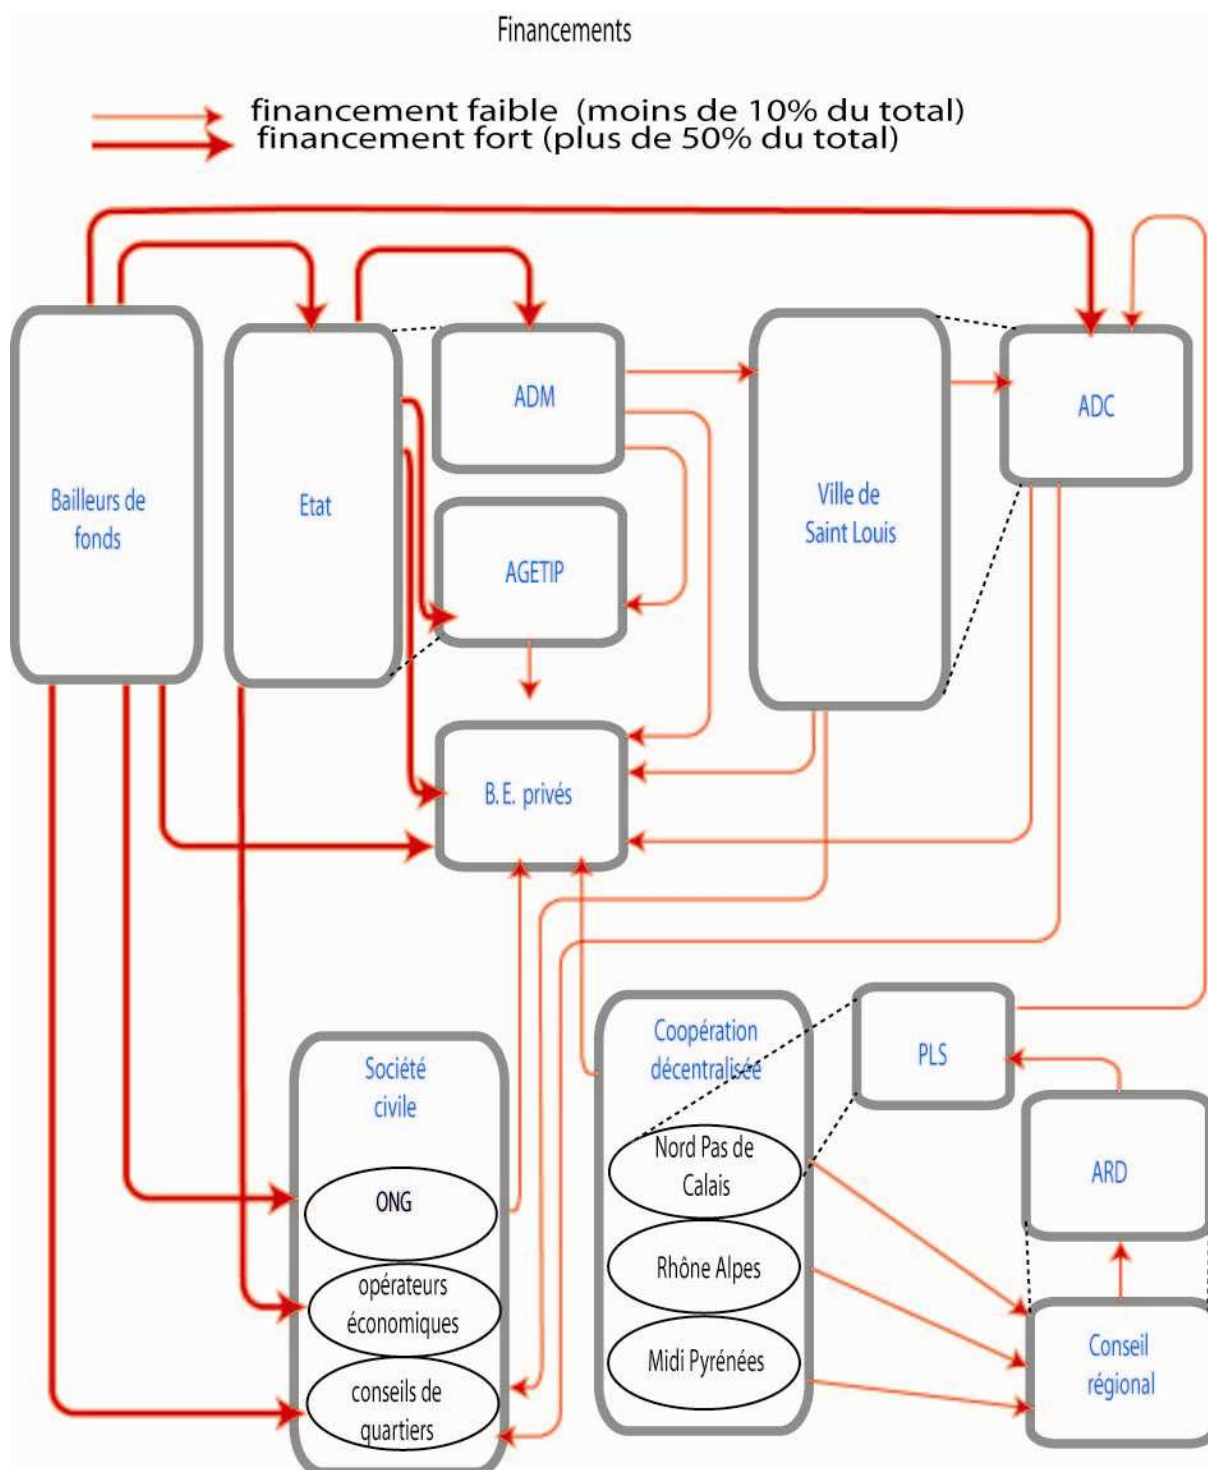 Financements
financement faible (moins de 10% du total)
financement fort (plus de 50% du total)
Bailleurs de
fonds
Etat
ADM
AGETIP
B. E. privés
Ville de
Saint Louis
ADC
Société
civile
ONG
opérateurs
économiques
conseils de
quartiers
Coopération
décentralisée
Nord Pas de
Calais
Rhône Alpes
Midi Pyrénées
PLS
ARD
Conseil
régional